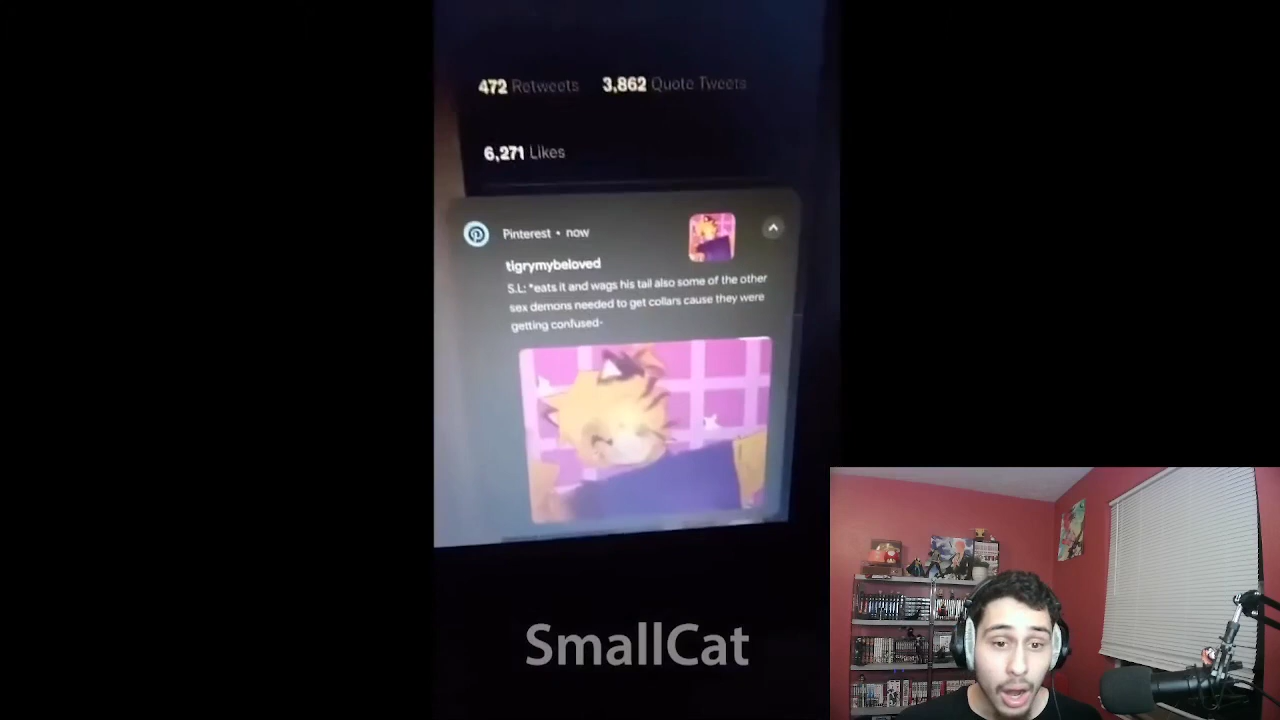 472 Retweets 3,862 Quote Tweets
6,271 Likes
Pinterest • now
tigrymybeloved
S.L: *eats it and wags his tail also some of the other
sex demons needed to get collars cause they were
getting confused-
SmallCat